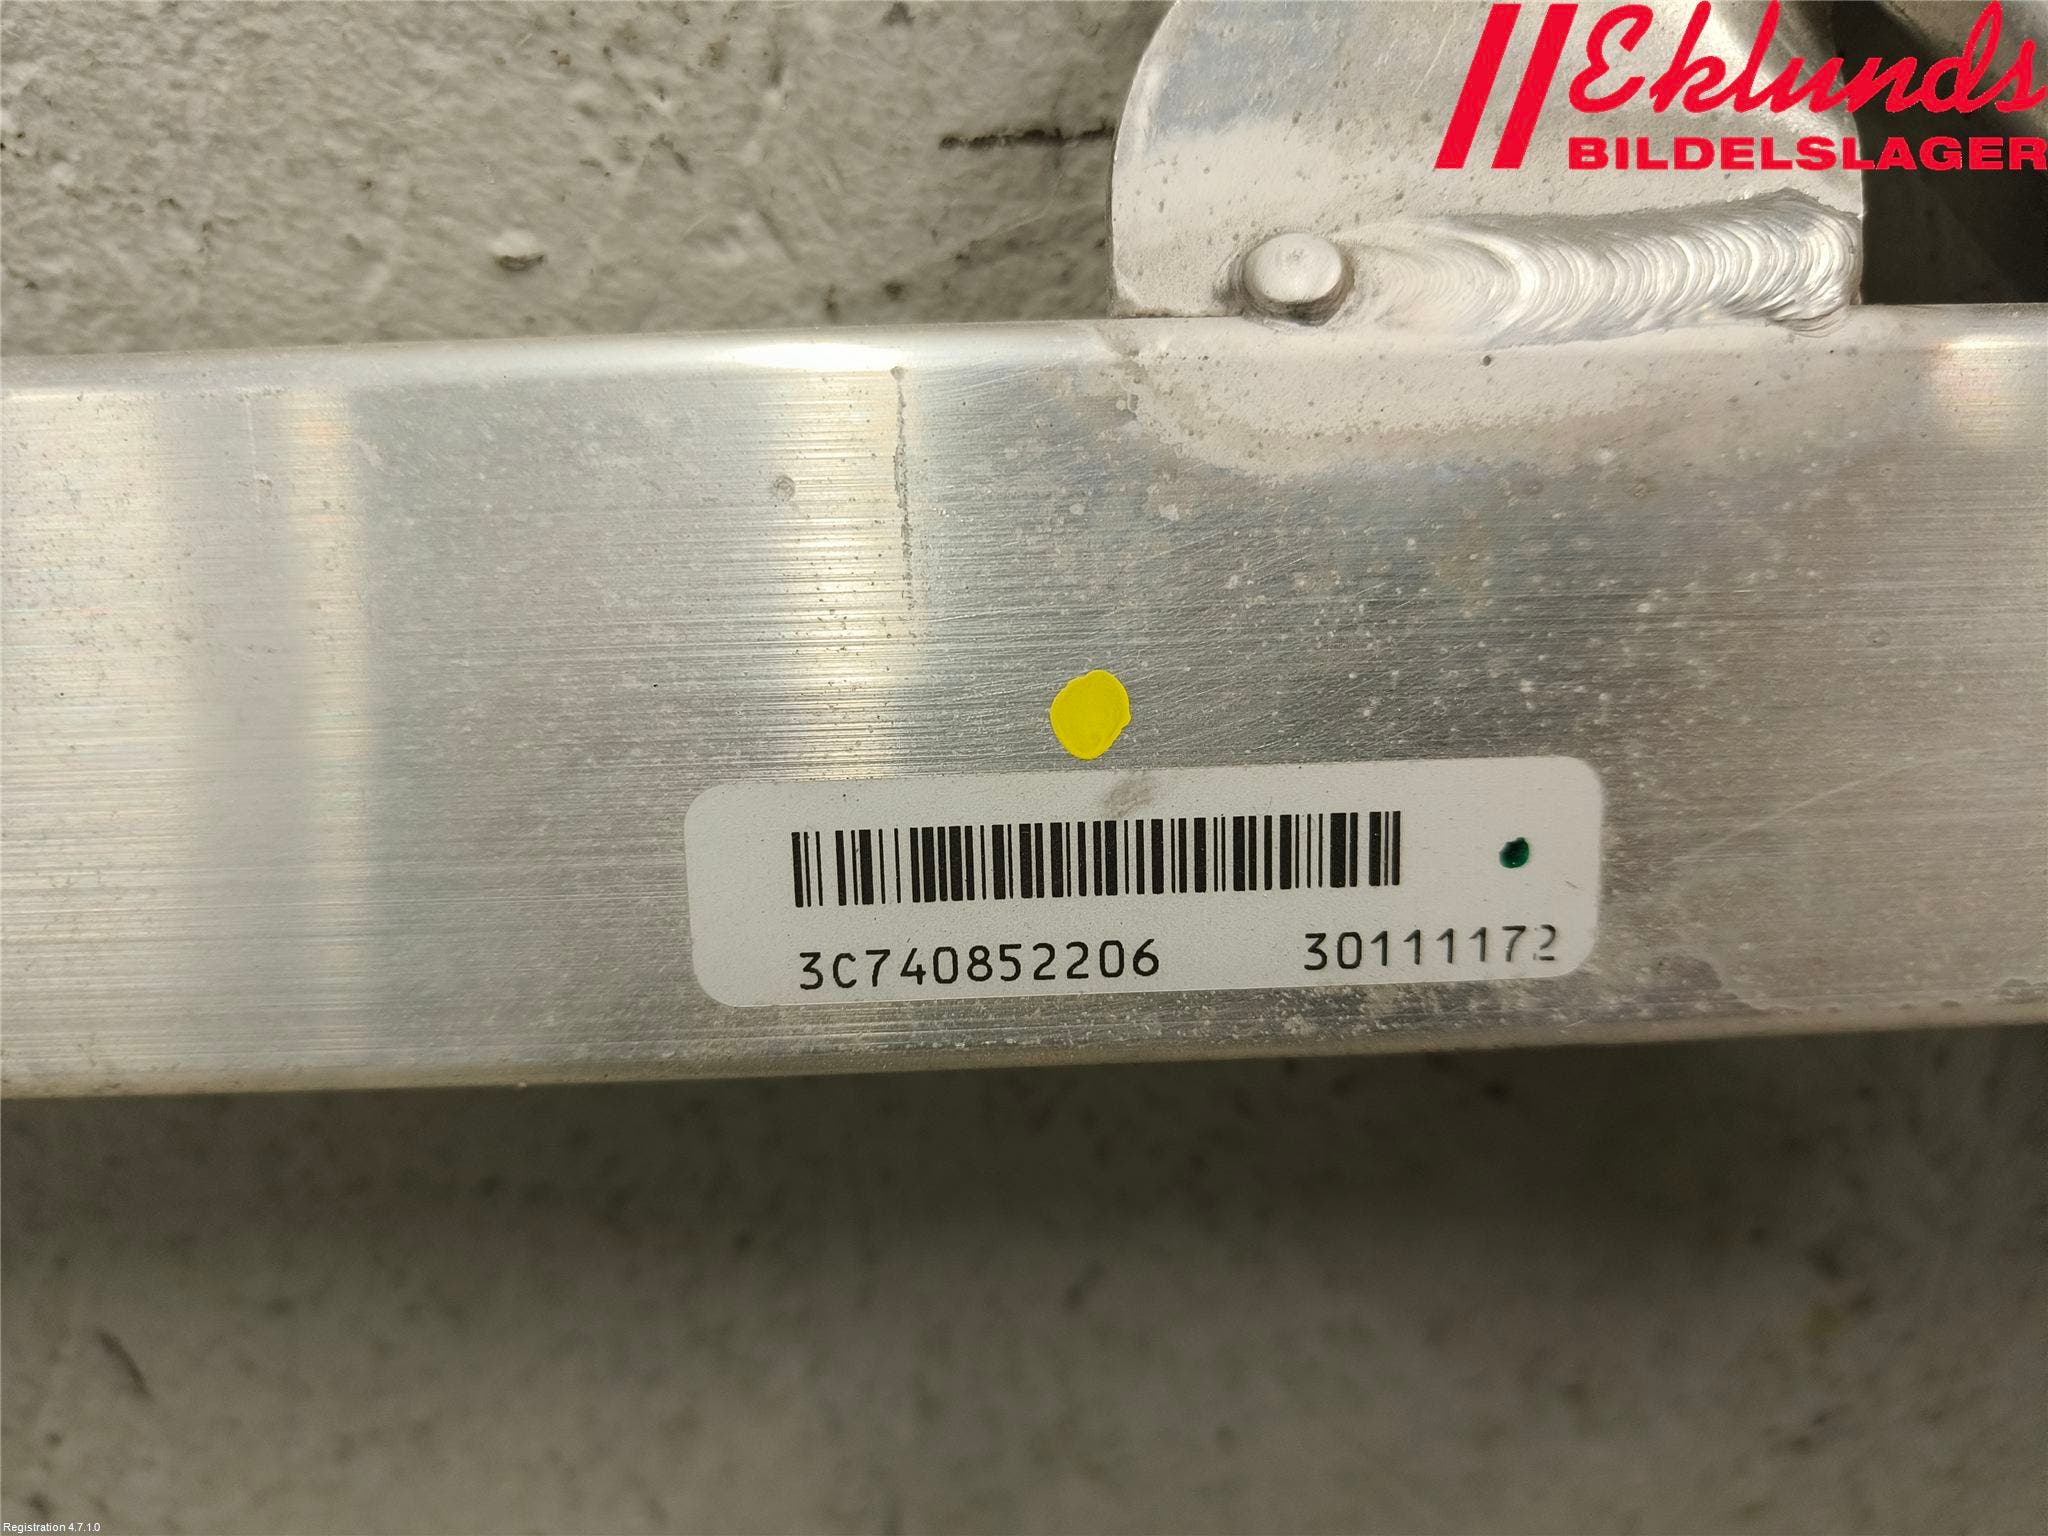 Eklunds
BILDELSLAGER
3C740852206 30111172
Registration 4.7.1.0